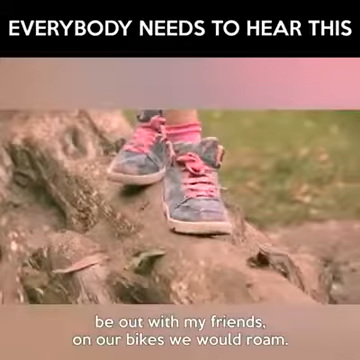 EVERYBODY NEEDS TO HEAR THIS
be out with my friends,
on our bikes we would roam.